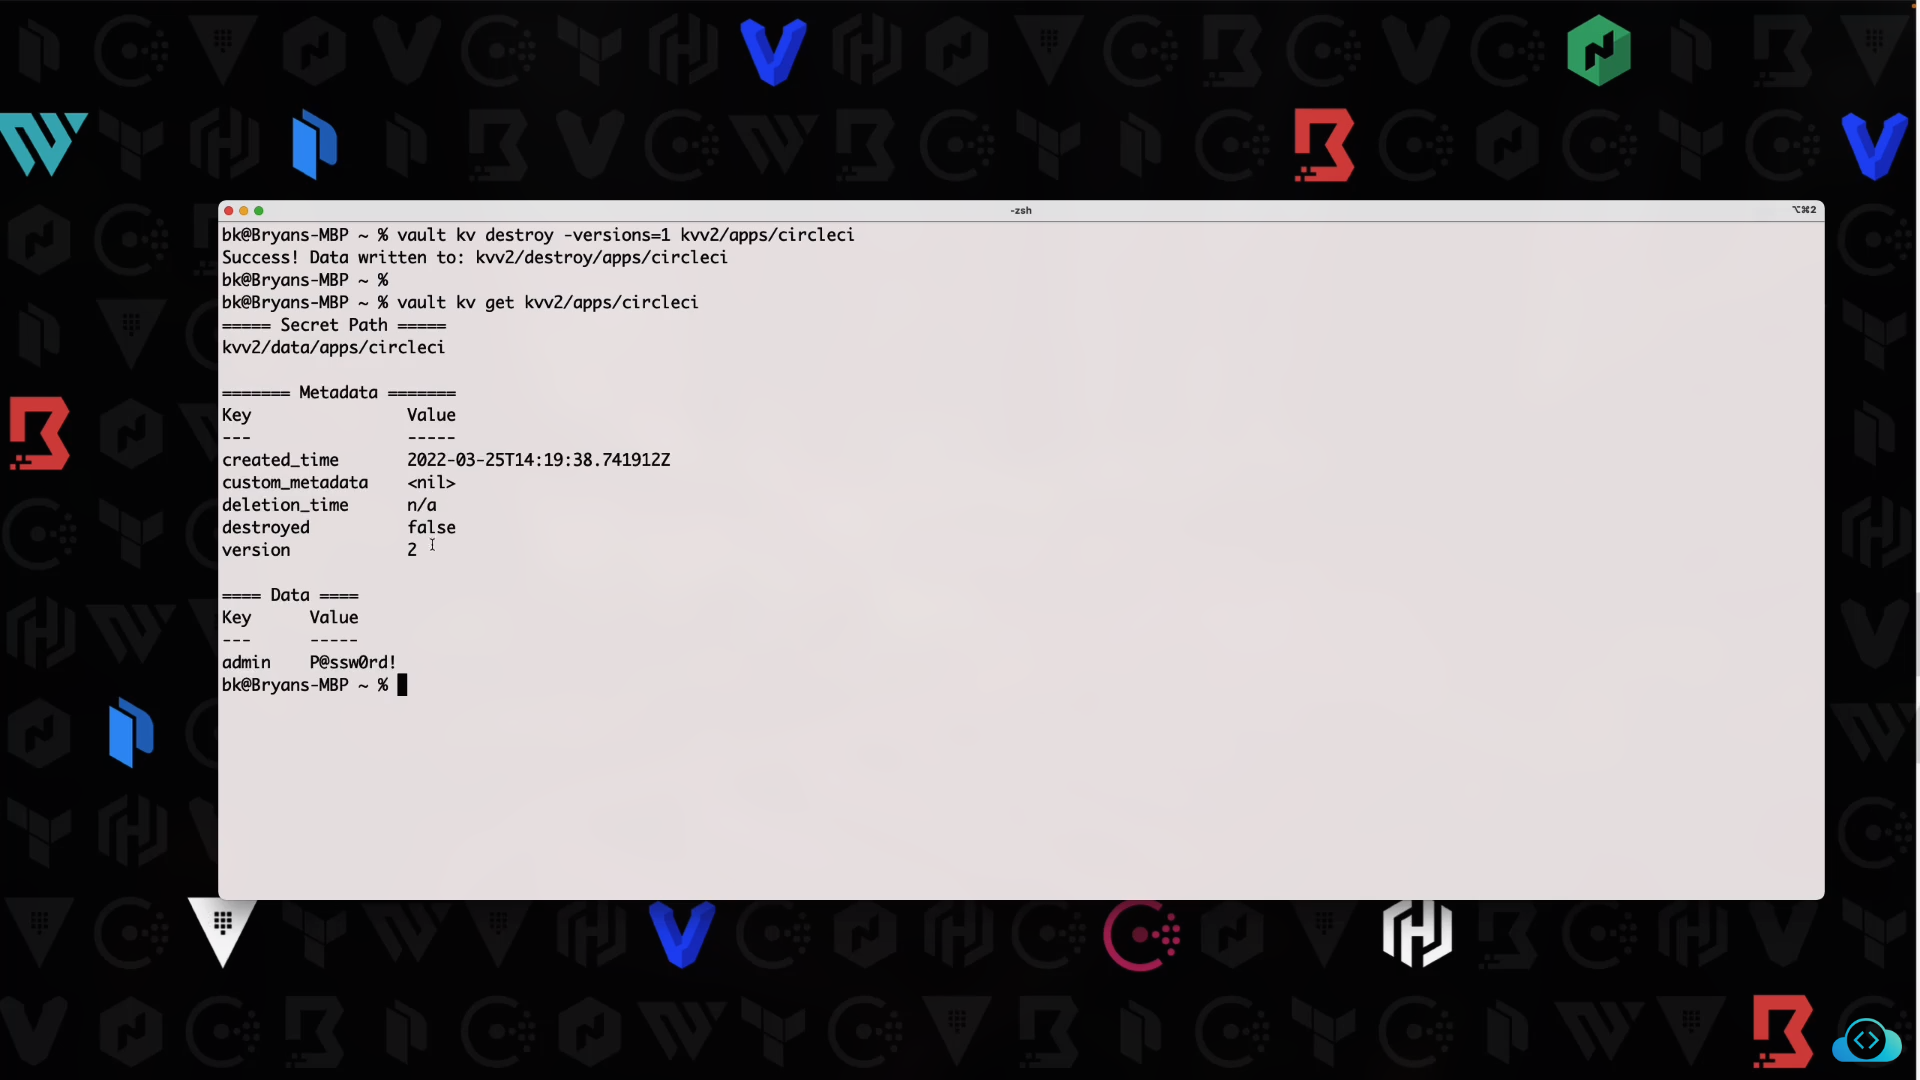 -zsh
⌥⌘2
bk@Bryans-MBP ~ % vault kv destroy -versions=1 kvv2/apps/circleci
Success! Data written to: kvv2/destroy/apps/circleci
bk@Bryans-MBP ~ %
bk@Bryans-MBP ~ % vault kv get kvv2/apps/circleci
===== Secret Path =====
kvv2/data/apps/circleci
======= Metadata =======
Key                Value
---                -----
created_time       2022-03-25T14:19:38.741912Z
custom_metadata    <nil>
deletion_time      n/a
destroyed          false
version            2
==== Data ====
Key      Value
---      -----
admin    P@ssw0rd!
bk@Bryans-MBP ~ %